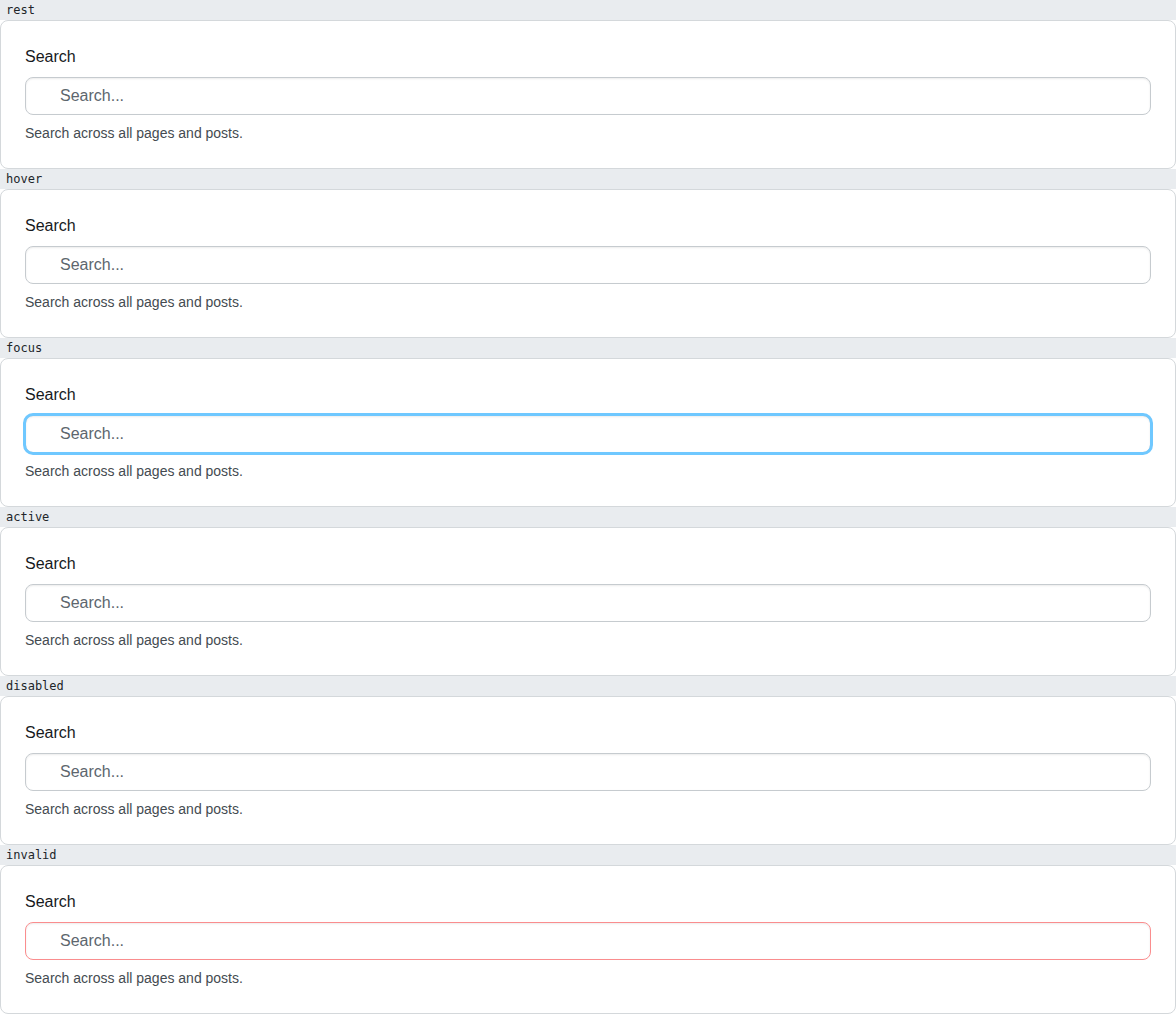 rest
Search
Search...
Search across all pages and posts.
hover
Search
Search...
Search across all pages and posts.
focus
Search
Search...
Search across all pages and posts.
active
Search
Search...
Search across all pages and posts.
disabled
Search
Search...
Search across all pages and posts.
invalid
Search
Search...
Search across all pages and posts.